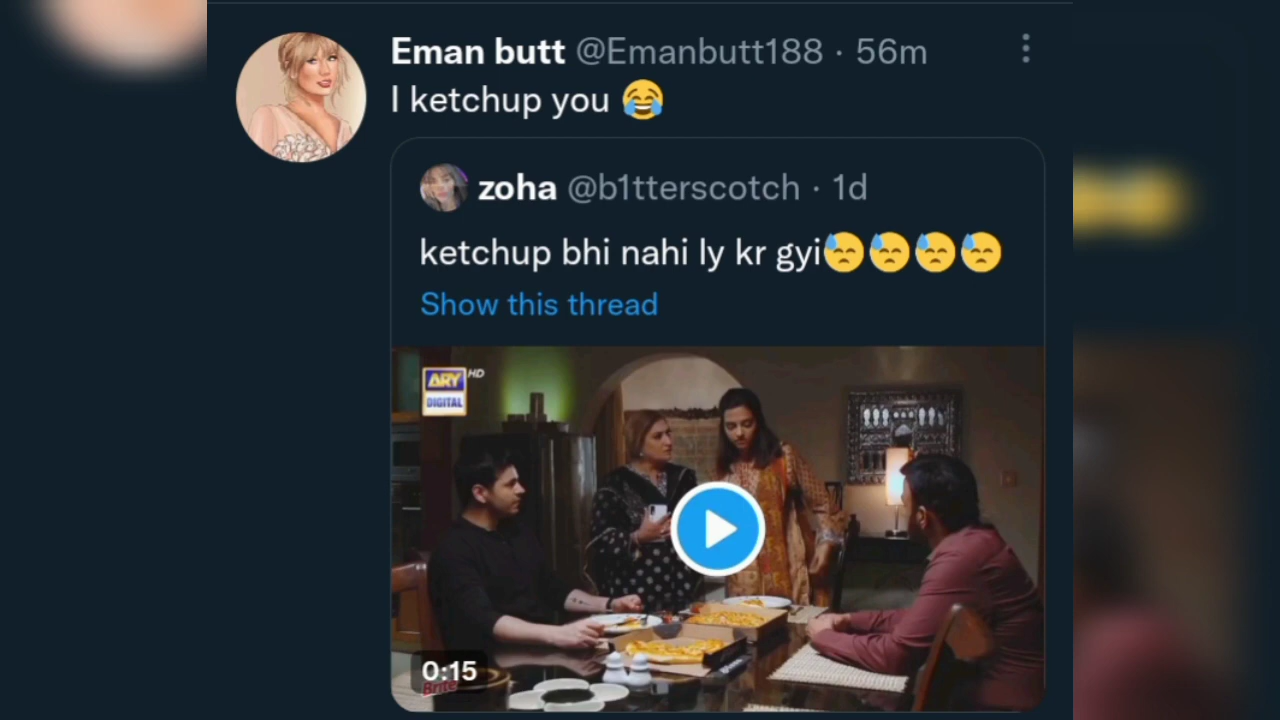 Eman butt @Emanbutt188 · 56m
I ketchup you 😂
zoha @b1tterscotch · 1d
ketchup bhi nahi ly kr gyi😓😓😓😓
Show this thread
ARY HD
DIGITAL
0:15
Brite